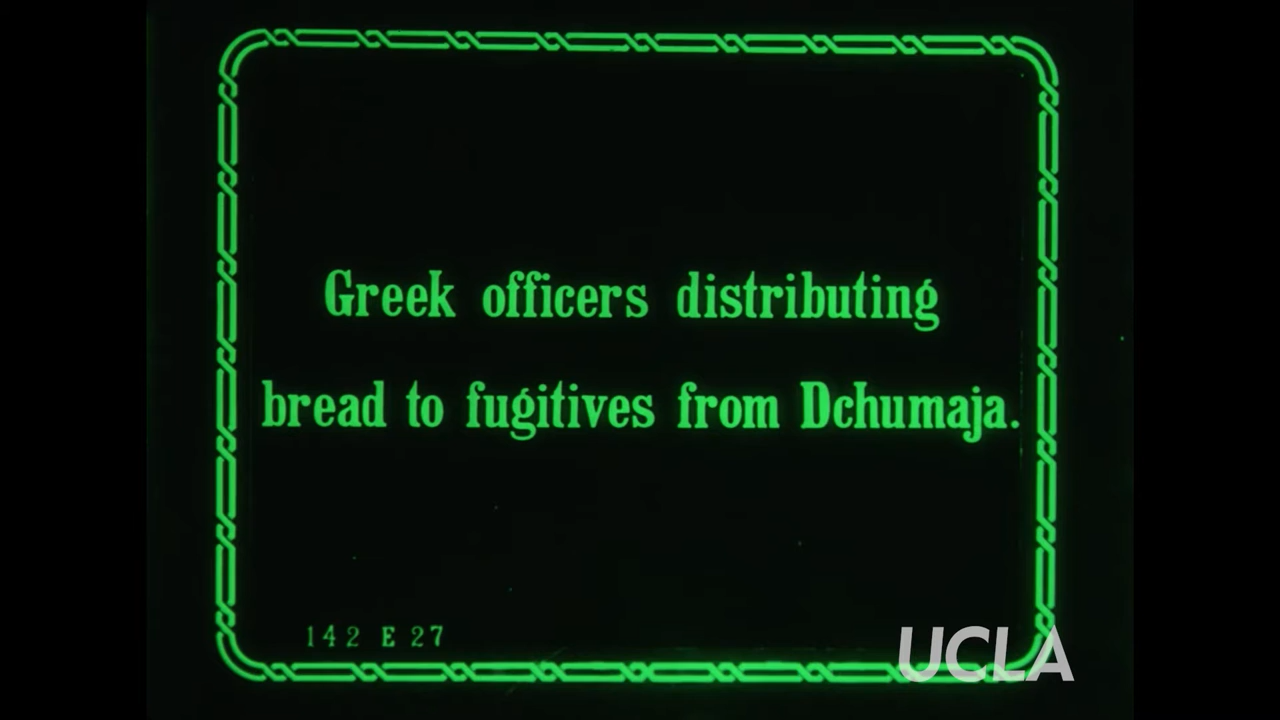 Greek officers distributing
bread to fugitives from Dchumaja.
142 E 27
UCLA